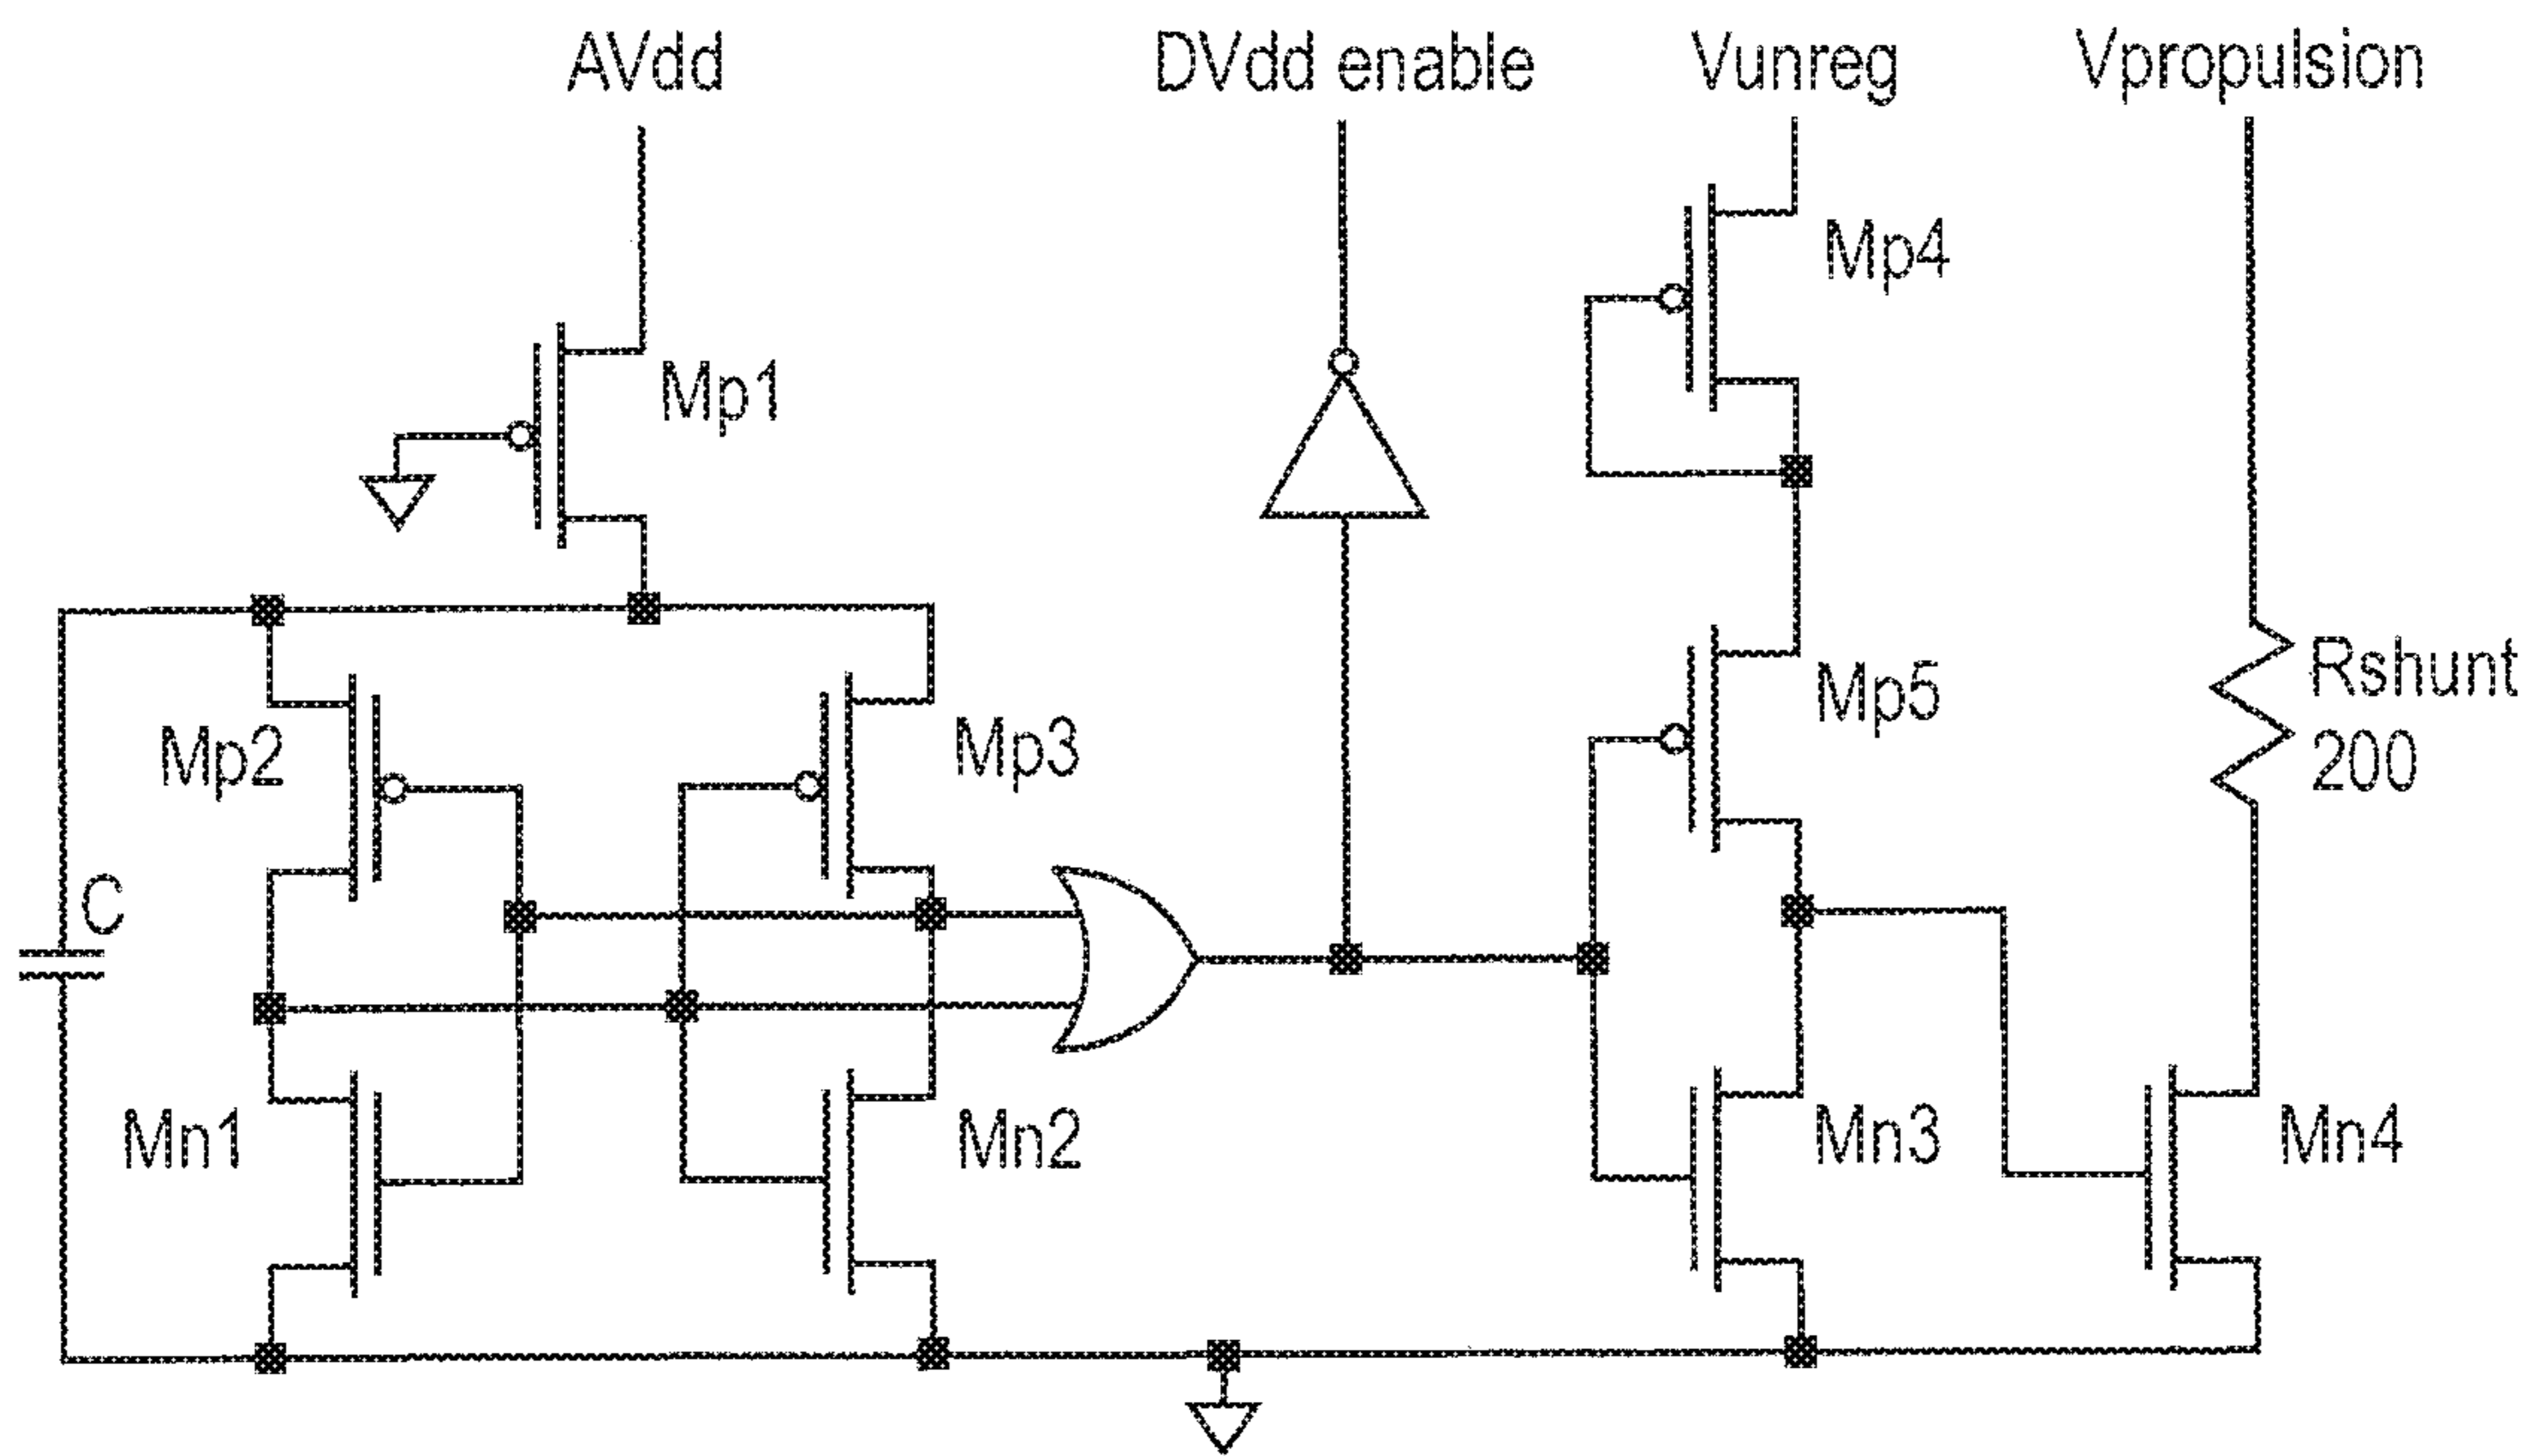 AVdd
DVdd enable
Vunreg
Vpropulsion
Mp4
Mp1
Mp5
Rshunt
200
Mp2
Mp3
C
Mn1
Mn2
Mn3
Mn4